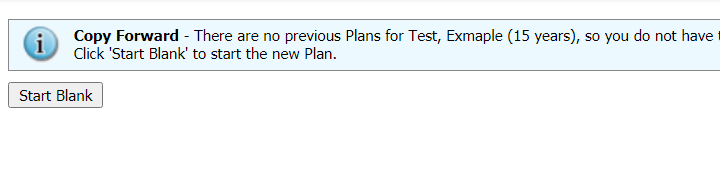 Copy Forward - There are no previous Plans for Test, Exmaple (15 years), so you do not have
Click 'Start Blank' to start the new Plan.
Start Blank